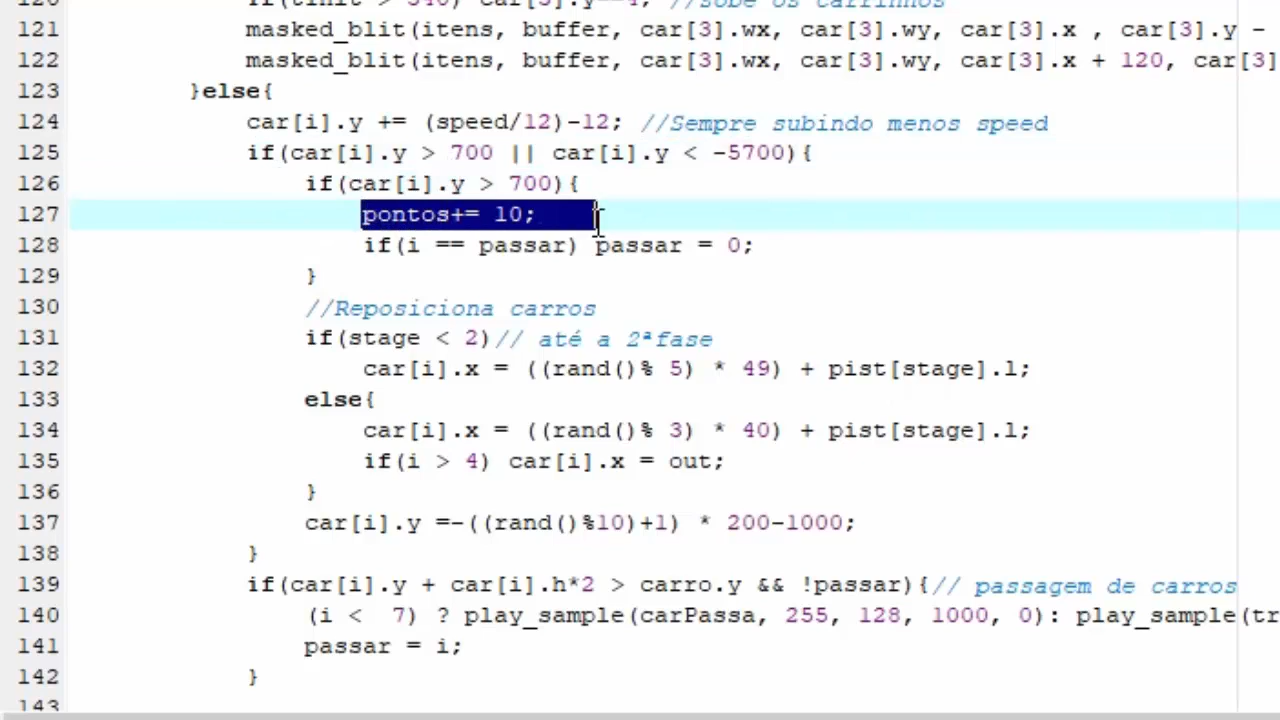 120 if(tInit > 340) car[3].y--4; //sobe os carrinhos
121 masked_blit(itens, buffer, car[3].wx, car[3].wy, car[3].x , car[3].y -
122 masked_blit(itens, buffer, car[3].wx, car[3].wy, car[3].x + 120, car[3]
123 }else{
124 car[i].y += (speed/12)-12; //Sempre subindo menos speed
125 if(car[i].y > 700 || car[i].y < -5700){
126 if(car[i].y > 700){
127 pontos+= 10;
128 if(i == passar) passar = 0;
129 }
130 //Reposiciona carros
131 if(stage < 2)// até a 2ªfase
132 car[i].x = ((rand()% 5) * 49) + pist[stage].l;
133 else{
134 car[i].x = ((rand()% 3) * 40) + pist[stage].l;
135 if(i > 4) car[i].x = out;
136 }
137 car[i].y =-((rand()%10)+1) * 200-1000;
138 }
139 if(car[i].y + car[i].h*2 > carro.y && !passar){// passagem de carros
140 (i < 7) ? play_sample(carPassa, 255, 128, 1000, 0): play_sample(tr
141 passar = i;
142 }
143